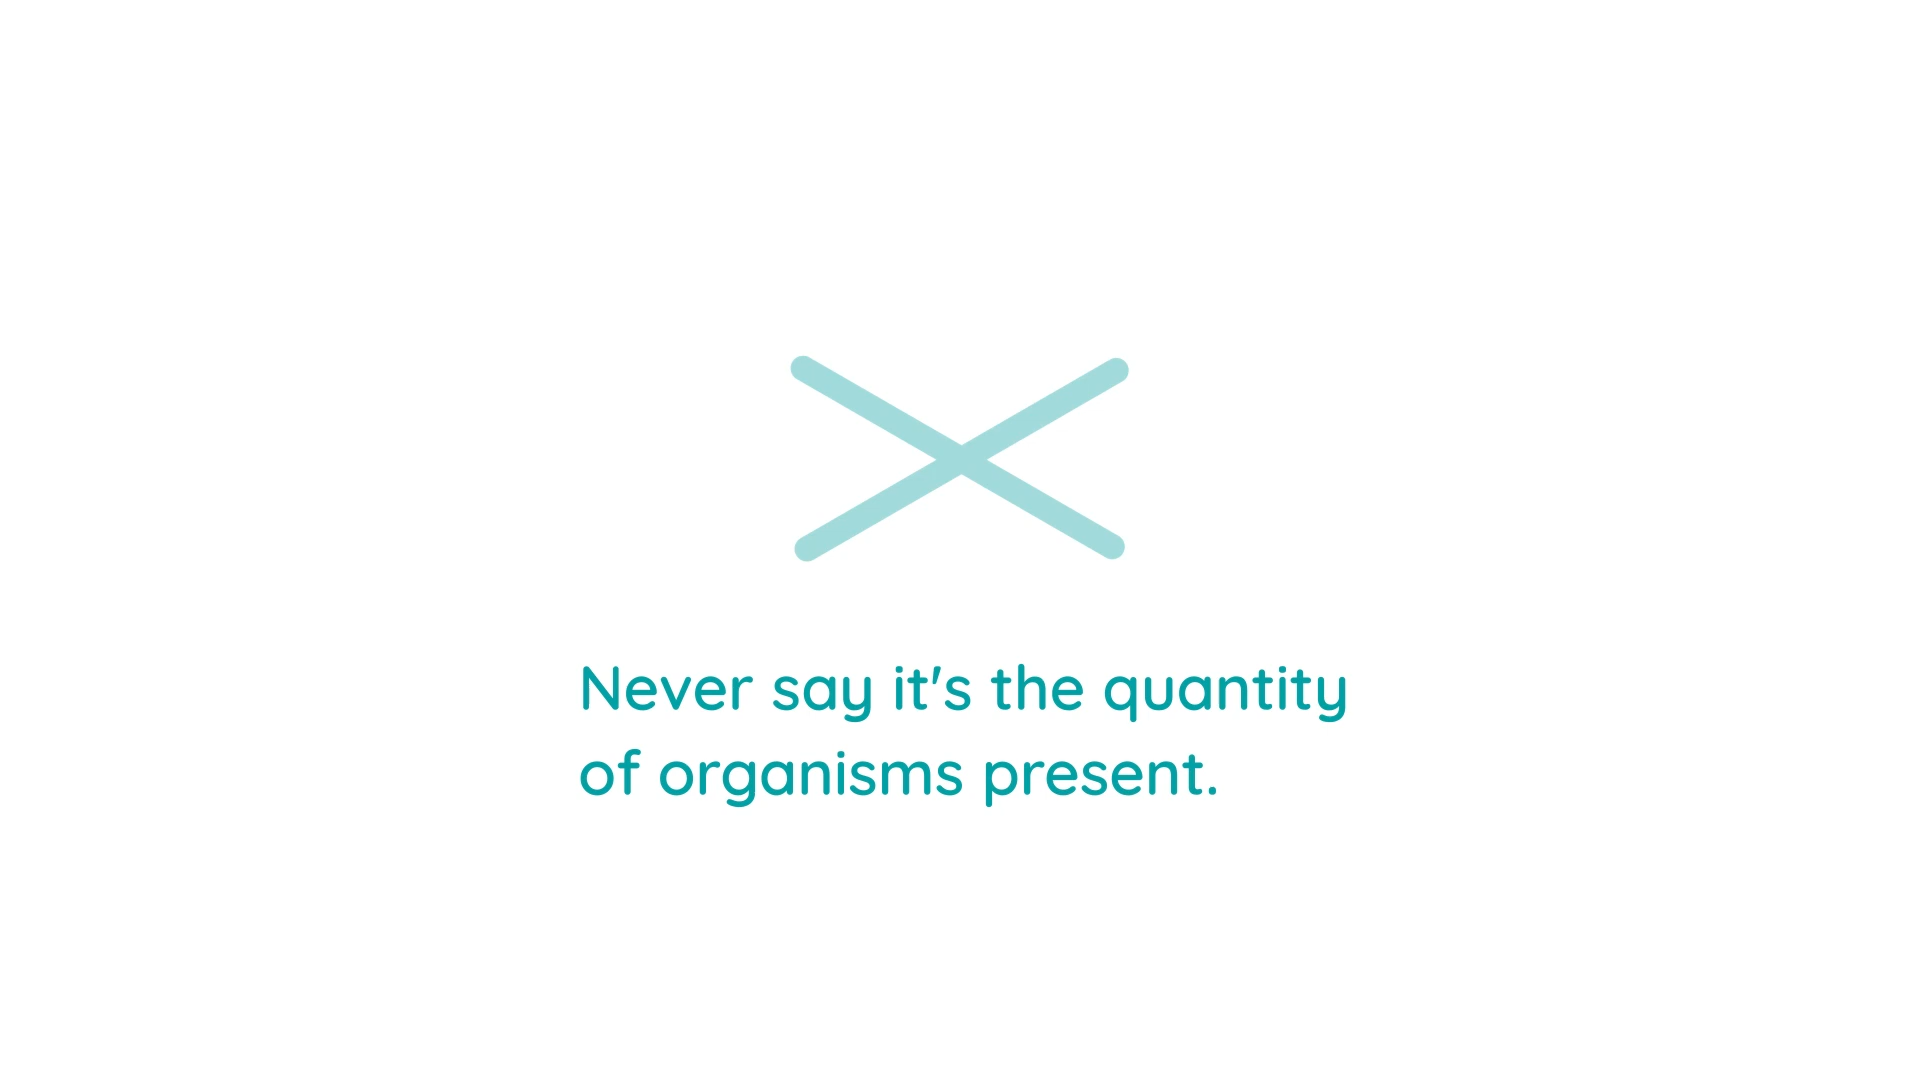 Never say it's the quantity
of organisms present.